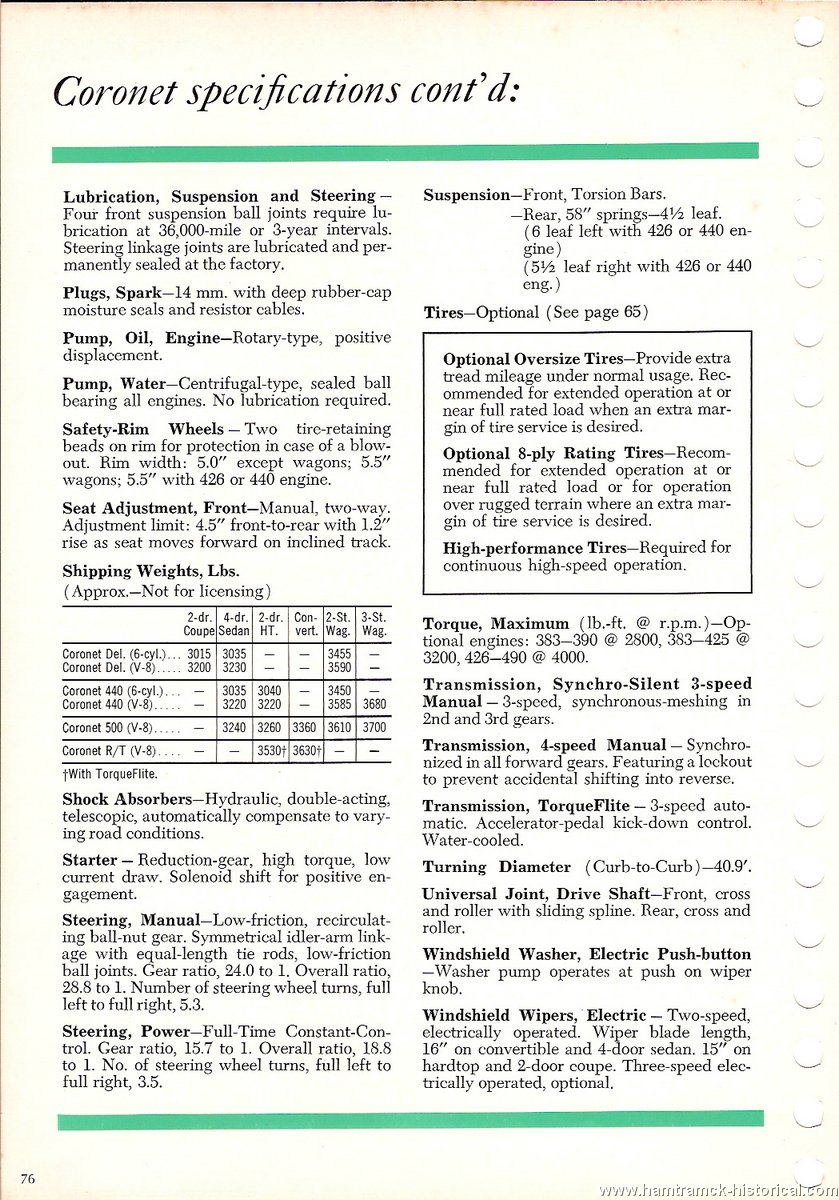 Coronet specifications cont'd:
Lubrication, Suspension and Steering —
Four front suspension ball joints require lu-
brication at 36,000-mile or 3-year intervals.
Steering linkage joints are lubricated and per-
manently sealed at the factory.
Plugs, Spark—14 mm. with deep rubber-cap
moisture seals and resistor cables.
Pump, Oil, Engine—Rotary-type, positive
displacement.
Pump, Water—Centrifugal-type, sealed ball
bearing all engines. No lubrication required.
Safety-Rim Wheels — Two tire-retaining
beads on rim for protection in case of a blow-
out. Rim width: 5.0″ except wagons; 5.5″
wagons; 5.5″ with 426 or 440 engine.
Seat Adjustment, Front—Manual, two-way.
Adjustment limit: 4.5″ front-to-rear with 1.2″
rise as seat moves forward on inclined track.
Shipping Weights, Lbs.
(Approx.—Not for licensing)
2-dr. 4-dr. 2-dr. Con- 2-St. 3-St.
Coupe Sedan HT. vert. Wag. Wag.
Coronet Del. (6-cyl.)... 3015 3035 — — 3455 —
Coronet Del. (V-8)..... 3200 3230 — — 3590 —
Coronet 440 (6-cyl.)... — 3035 3040 — 3450 —
Coronet 440 (V-8)..... — 3220 3220 — 3585 3680
Coronet 500 (V-8)..... — 3240 3260 3360 3610 3700
Coronet R/T (V-8).... — — 3530† 3630† — —
†With TorqueFlite.
Shock Absorbers—Hydraulic, double-acting,
telescopic, automatically compensate to vary-
ing road conditions.
Starter — Reduction-gear, high torque, low
current draw. Solenoid shift for positive en-
gagement.
Steering, Manual—Low-friction, recirculat-
ing ball-nut gear. Symmetrical idler-arm link-
age with equal-length tie rods, low-friction
ball joints. Gear ratio, 24.0 to 1. Overall ratio,
28.8 to 1. Number of steering wheel turns, full
left to full right, 5.3.
Steering, Power—Full-Time Constant-Con-
trol. Gear ratio, 15.7 to 1. Overall ratio, 18.8
to 1. No. of steering wheel turns, full left to
full right, 3.5.
Suspension—Front, Torsion Bars.
—Rear, 58″ springs—4½ leaf.
(6 leaf left with 426 or 440 en-
gine)
(5½ leaf right with 426 or 440
eng.)
Tires—Optional (See page 65)
Optional Oversize Tires—Provide extra
tread mileage under normal usage. Rec-
ommended for extended operation at or
near full rated load when an extra mar-
gin of tire service is desired.
Optional 8-ply Rating Tires—Recom-
mended for extended operation at or
near full rated load or for operation
over rugged terrain where an extra mar-
gin of tire service is desired.
High-performance Tires—Required for
continuous high-speed operation.
Torque, Maximum (lb.-ft. @ r.p.m.)—Op-
tional engines: 383—390 @ 2800, 383—425 @
3200, 426—490 @ 4000.
Transmission, Synchro-Silent 3-speed
Manual — 3-speed, synchronous-meshing in
2nd and 3rd gears.
Transmission, 4-speed Manual — Synchro-
nized in all forward gears. Featuring a lockout
to prevent accidental shifting into reverse.
Transmission, TorqueFlite — 3-speed auto-
matic. Accelerator-pedal kick-down control.
Water-cooled.
Turning Diameter (Curb-to-Curb)—40.9′.
Universal Joint, Drive Shaft—Front, cross
and roller with sliding spline. Rear, cross and
roller.
Windshield Washer, Electric Push-button
—Washer pump operates at push on wiper
knob.
Windshield Wipers, Electric — Two-speed,
electrically operated. Wiper blade length,
16″ on convertible and 4-door sedan. 15″ on
hardtop and 2-door coupe. Three-speed elec-
trically operated, optional.
76
www.hamtramck-historical.com